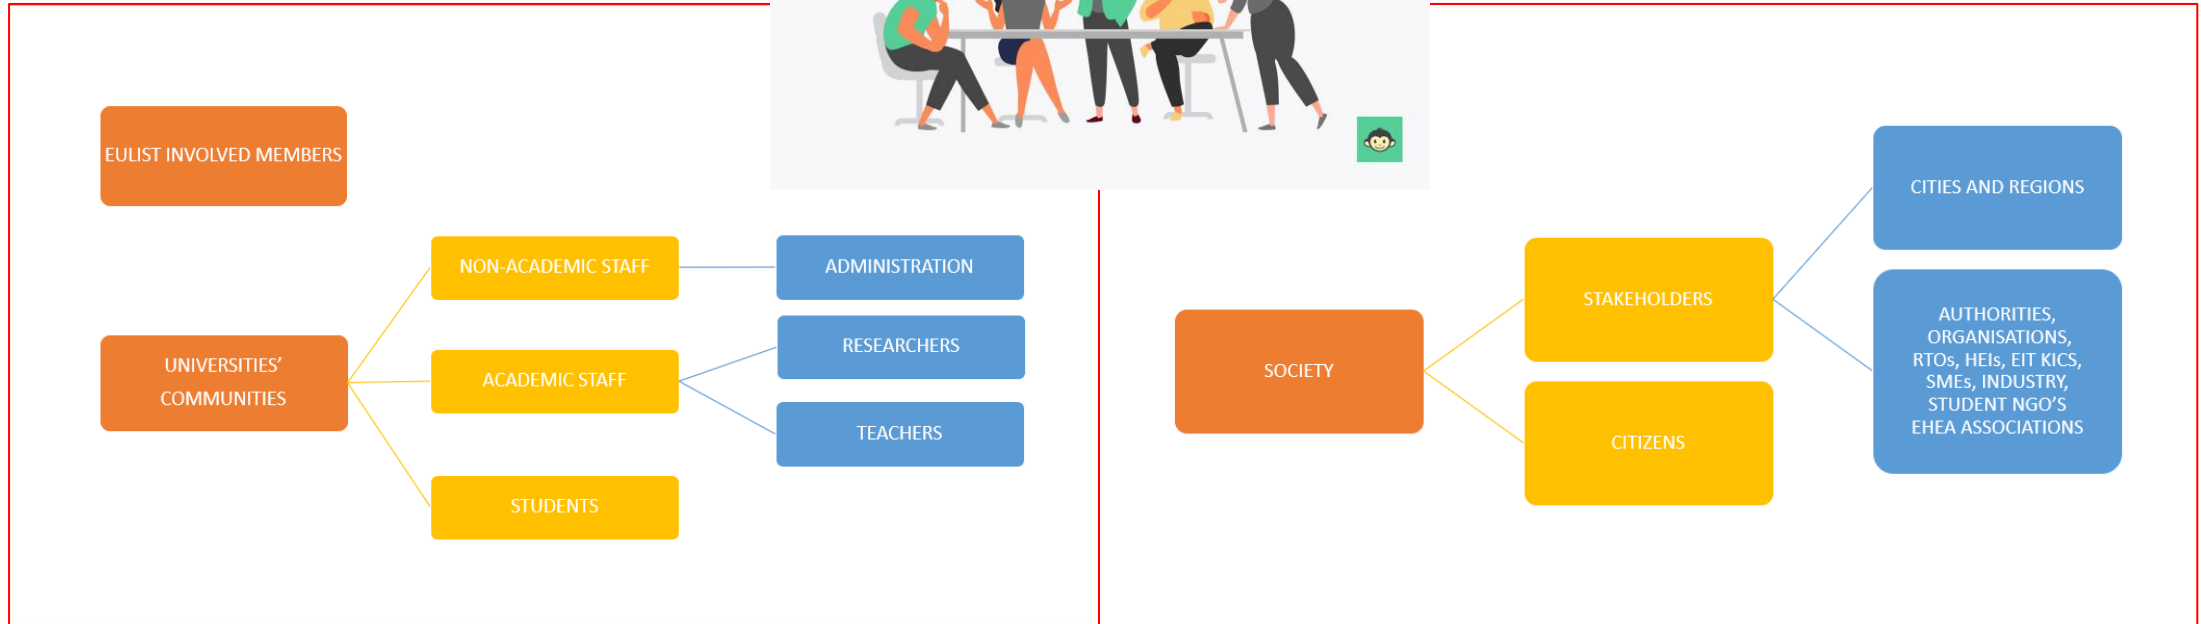 EULIST INVOLVED MEMBERS
UNIVERSITIES’
COMMUNITIES
NON-ACADEMIC STAFF
ACADEMIC STAFF
STUDENTS
ADMINISTRATION
RESEARCHERS
TEACHERS
SOCIETY
STAKEHOLDERS
CITIZENS
CITIES AND REGIONS
AUTHORITIES,
ORGANISATIONS,
RTOs, HEIs, EIT KICS,
SMEs, INDUSTRY,
STUDENT NGO’S
EHEA ASSOCIATIONS